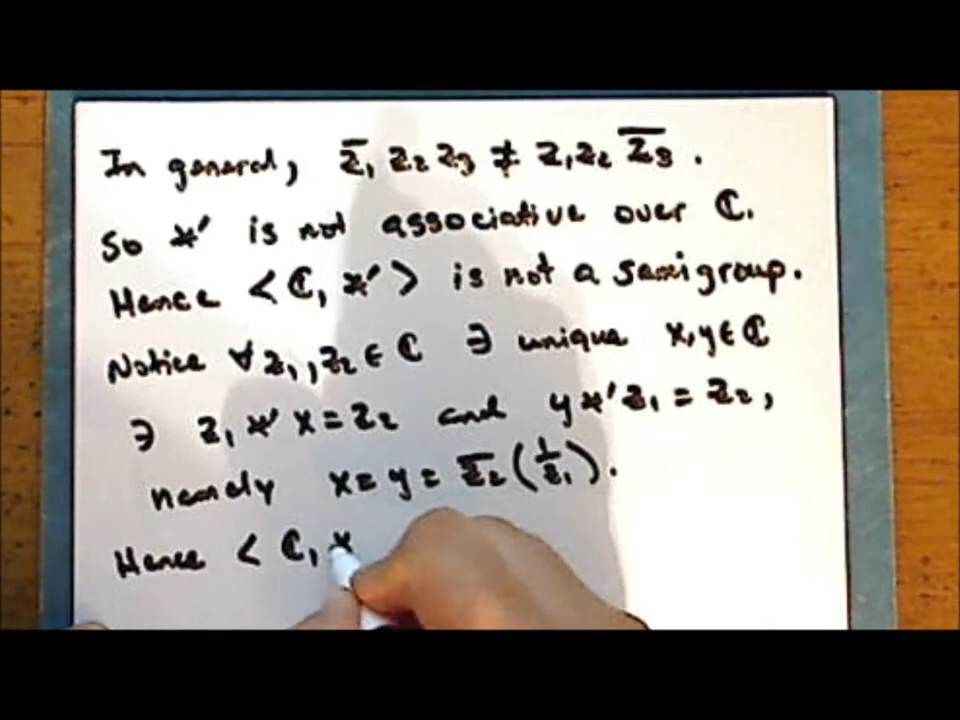 In general, z̅₁ z₂ z₃ ≠ z₁ z₂ z̅₃.
So *' is not associative over ℂ.
Hence <ℂ, *'> is not a semigroup.
Notice ∀ z₁, z₂ ∈ ℂ ∃ unique x, y ∈ ℂ
∋ z₁ *' x = z₂ and y *' z₁ = z₂,
namely x = y = z̅₂ (1/z₁).
Hence <ℂ, *